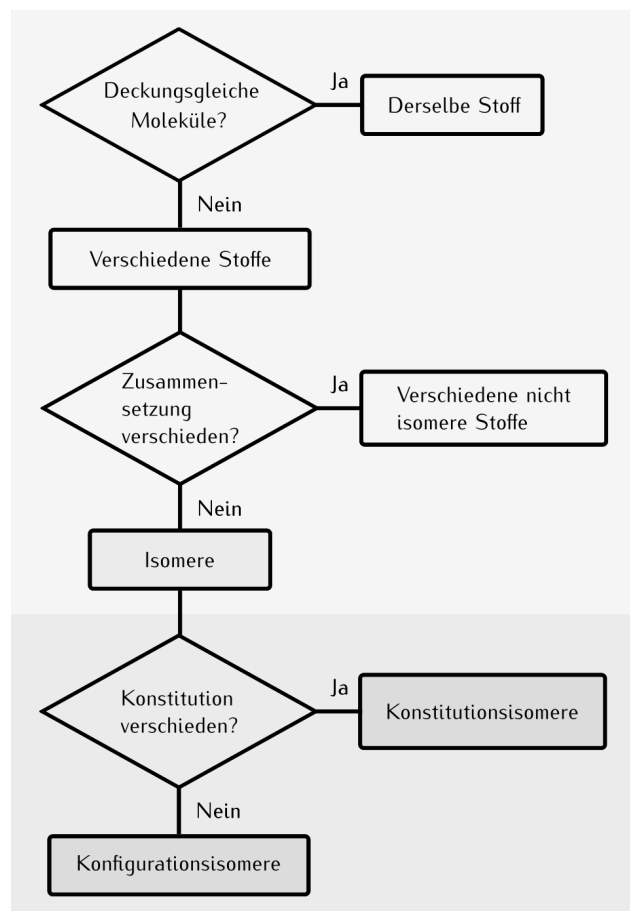 Deckungsgleiche
Moleküle?
Ja
Derselbe Stoff
Nein
Verschiedene Stoffe
Zusammen-
setzung
verschieden?
Ja
Verschiedene nicht
isomere Stoffe
Nein
Isomere
Konstitution
verschieden?
Ja
Konstitutionsisomere
Nein
Konfigurationsisomere